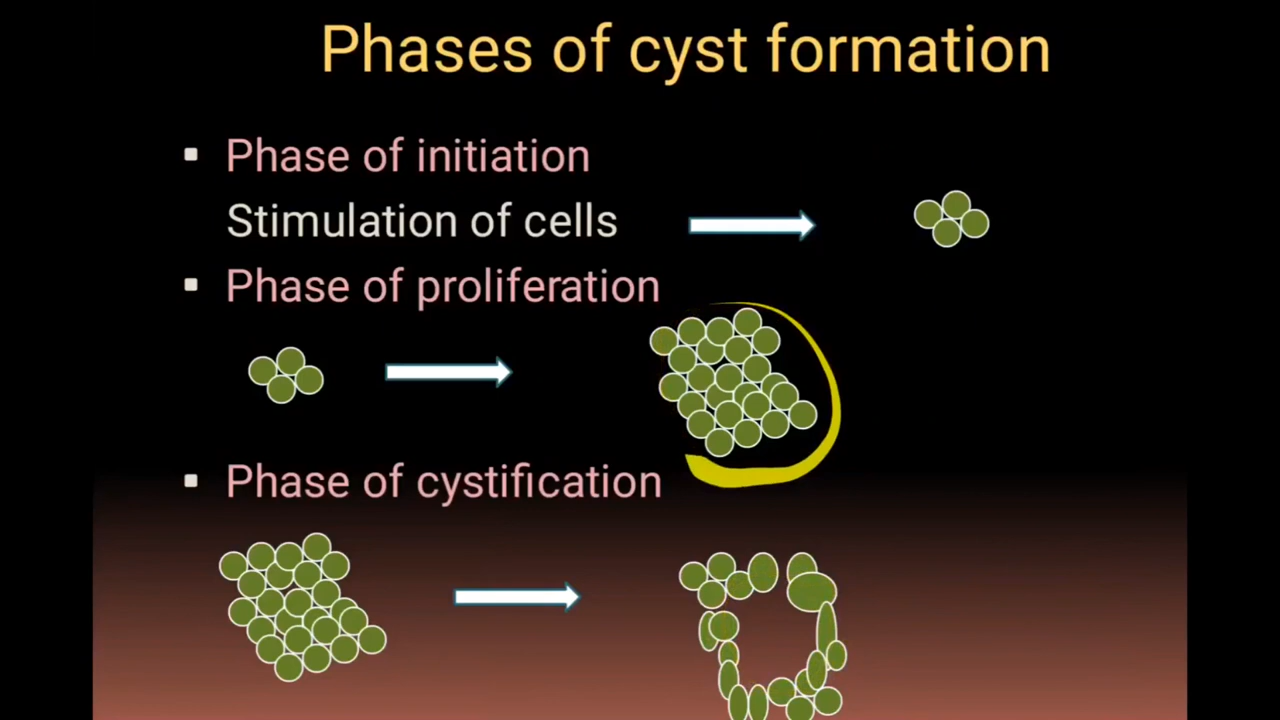 Phases of cyst formation
▪ Phase of initiation
Stimulation of cells
▪ Phase of proliferation
▪ Phase of cystification